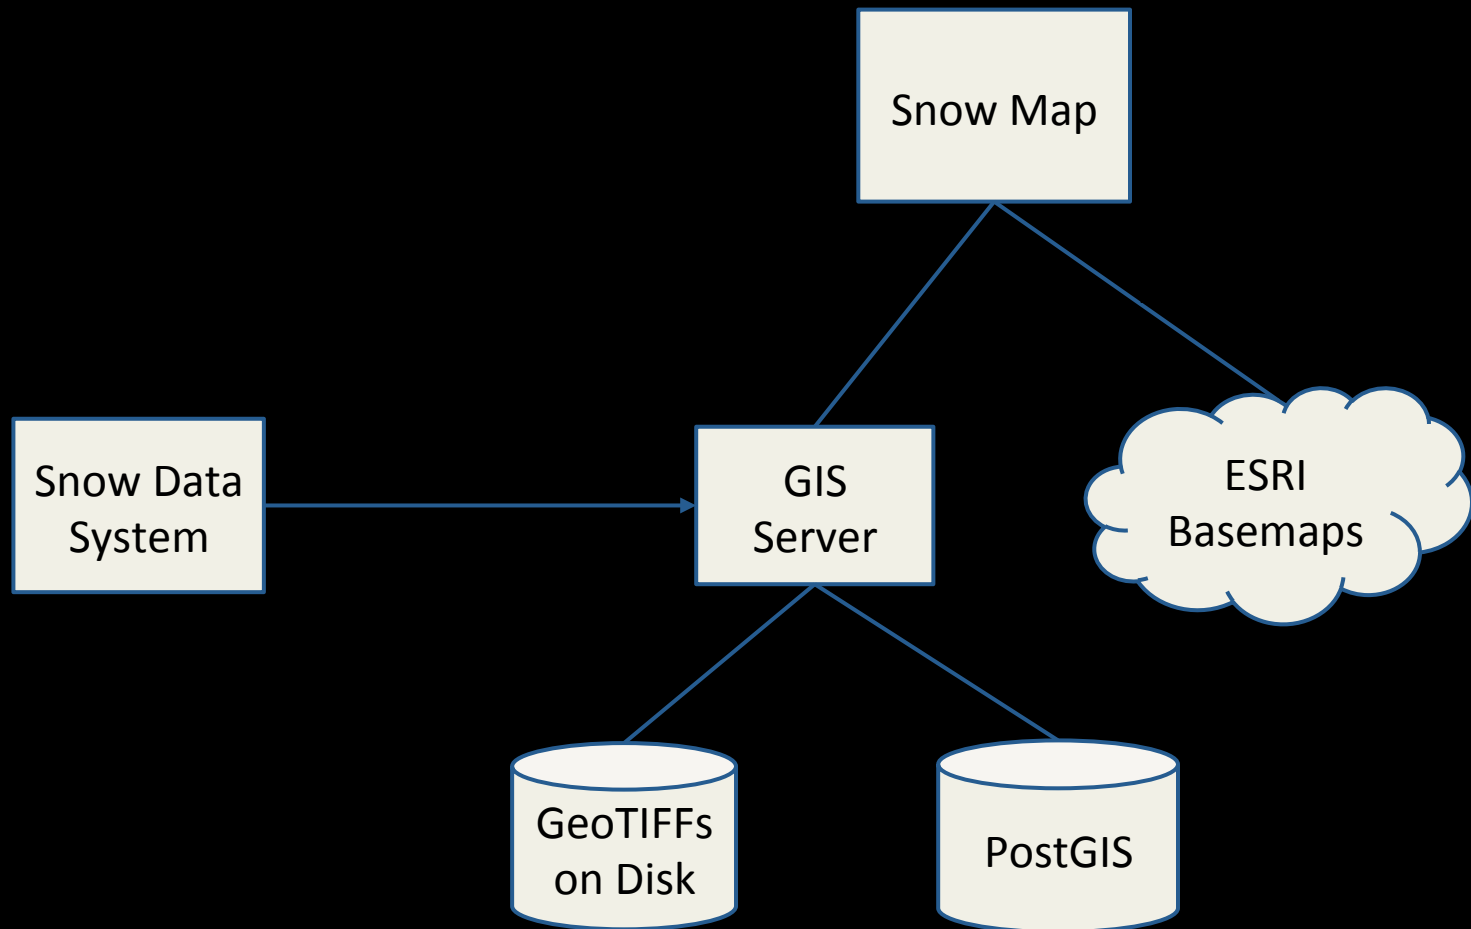 Snow Map
Snow Data
System
GIS
Server
ESRI
Basemaps
GeoTIFFs
on Disk
PostGIS